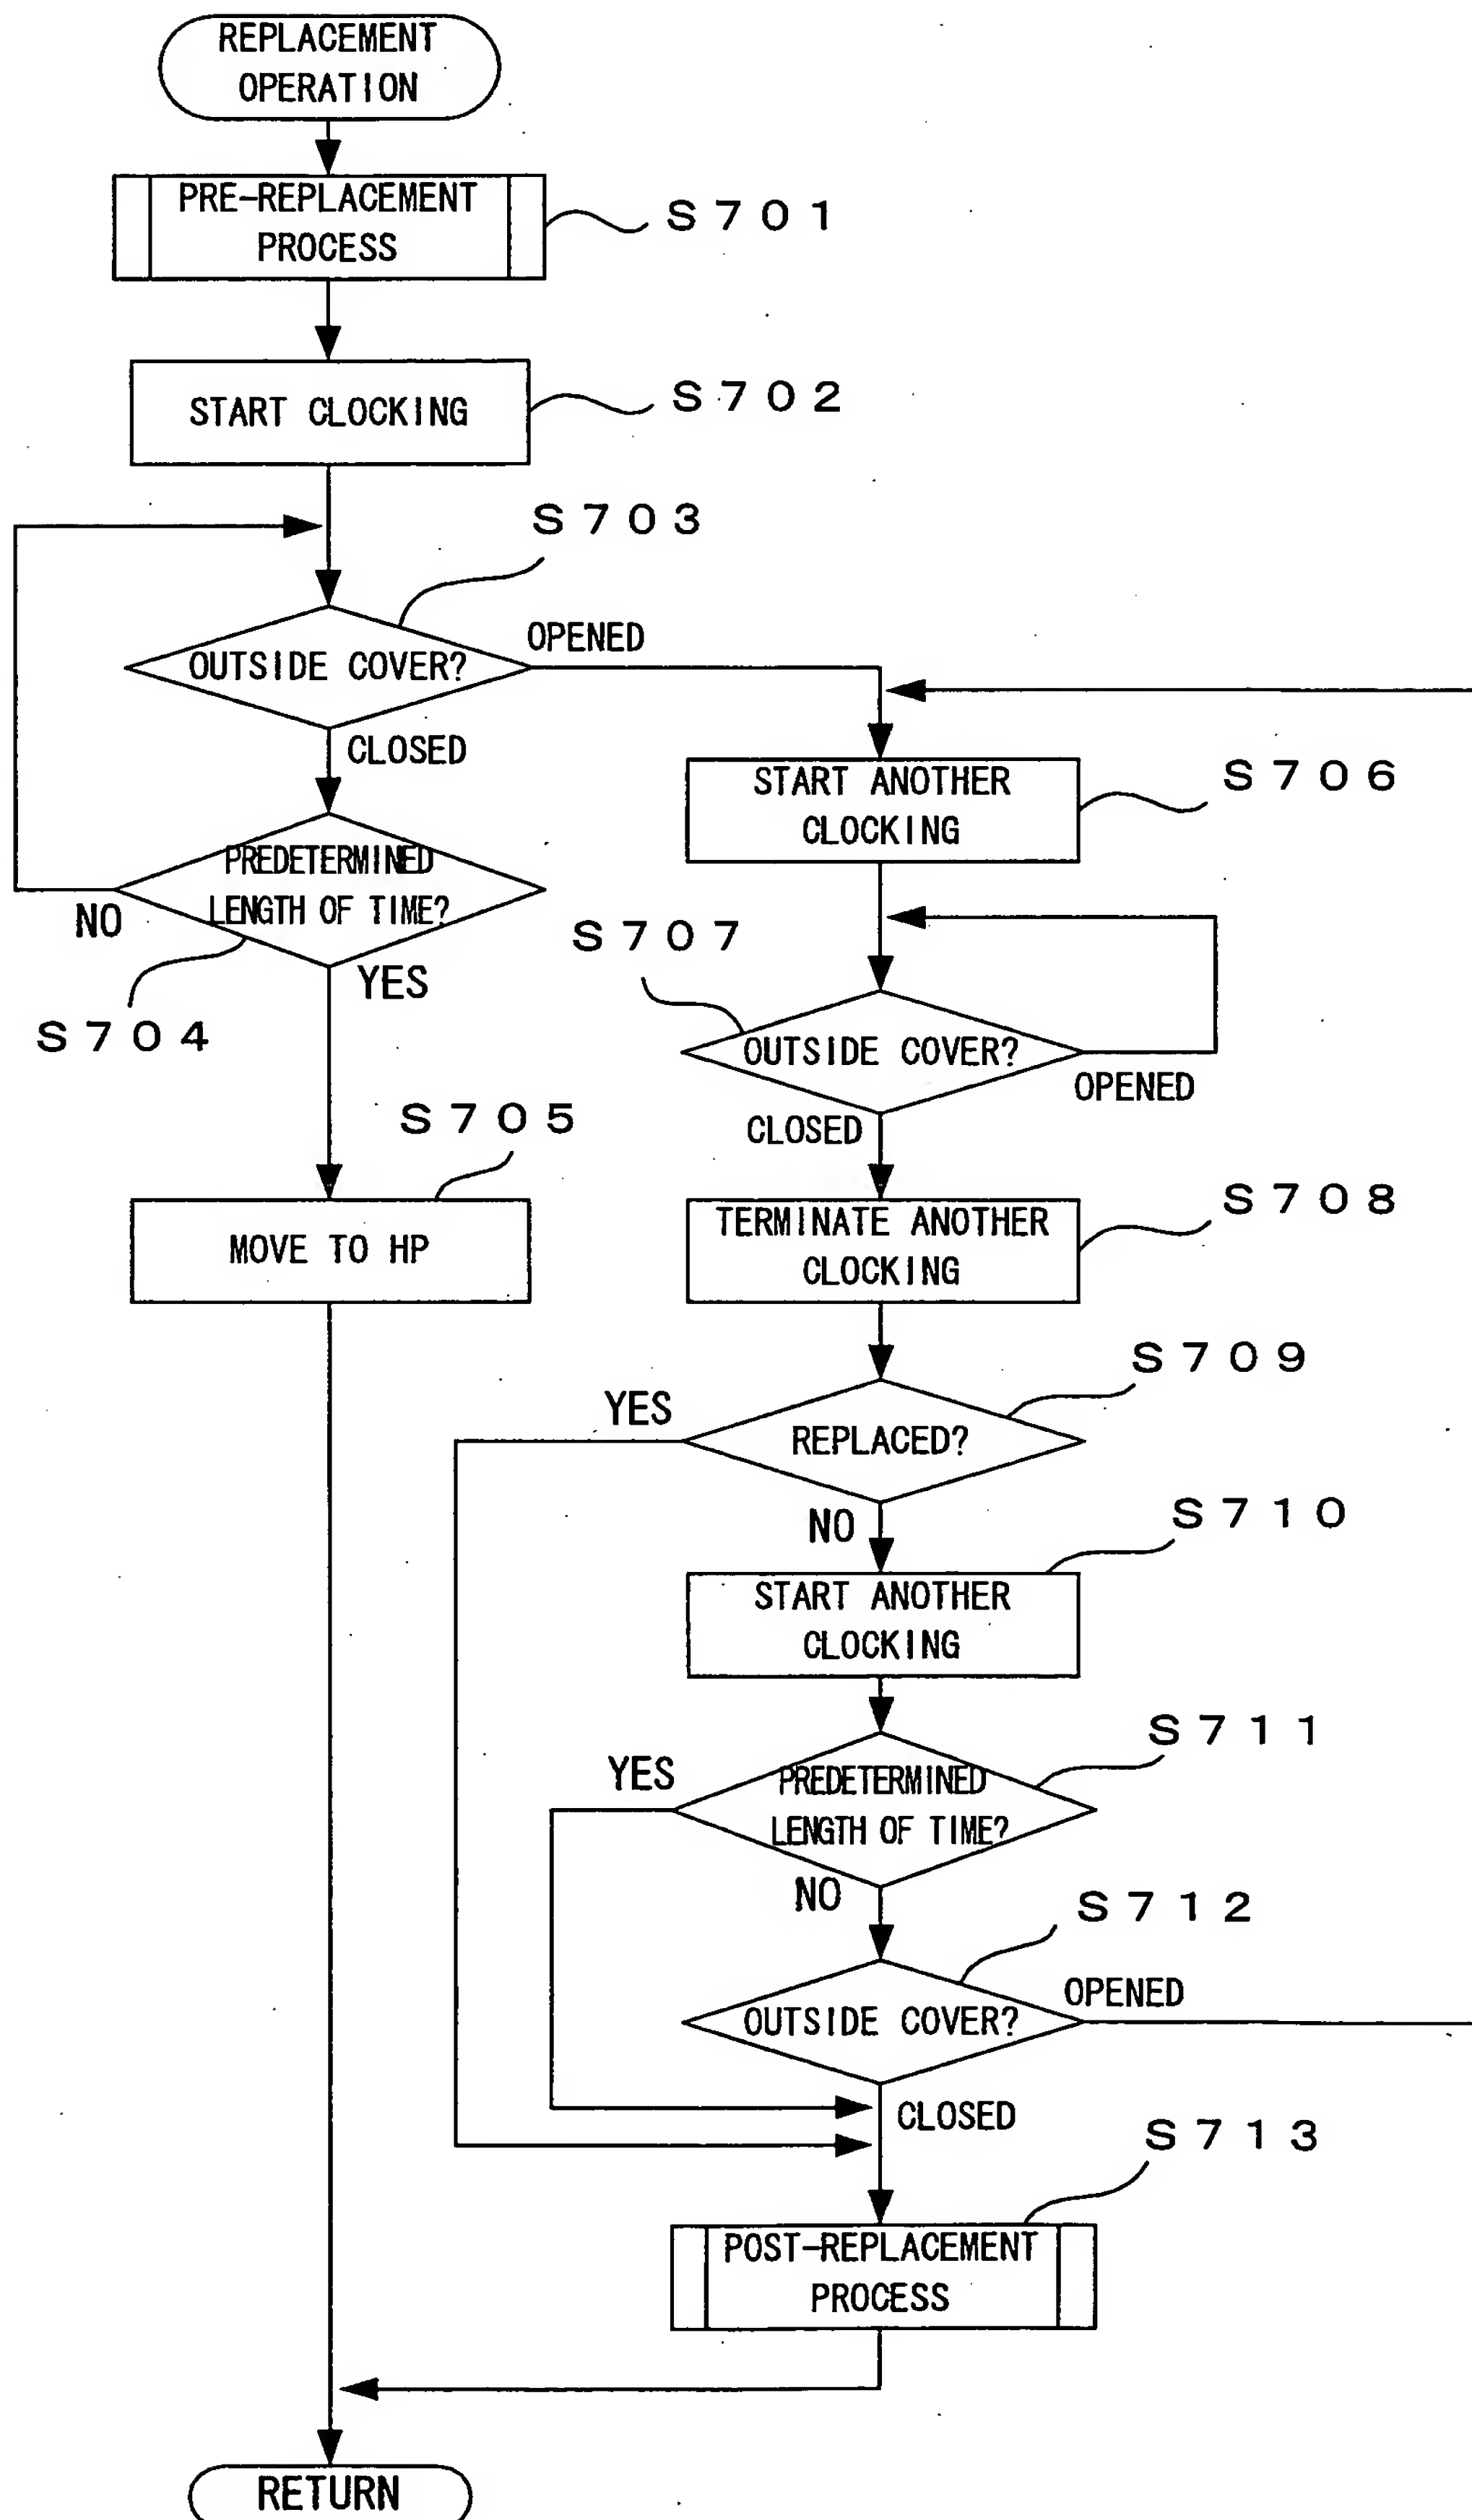 REPLACEMENT
OPERATION
PRE-REPLACEMENT
PROCESS
S701
START CLOCKING
S702
S703
OUTSIDE COVER?
OPENED
CLOSED
PREDETERMINED
LENGTH OF TIME?
NO
YES
S704
S705
MOVE TO HP
START ANOTHER
CLOCKING
S706
S707
OUTSIDE COVER?
OPENED
CLOSED
TERMINATE ANOTHER
CLOCKING
S708
S709
YES
REPLACED?
NO
S710
START ANOTHER
CLOCKING
S711
YES
PREDETERMINED
LENGTH OF TIME?
NO
S712
OPENED
OUTSIDE COVER?
CLOSED
S713
POST-REPLACEMENT
PROCESS
RETURN